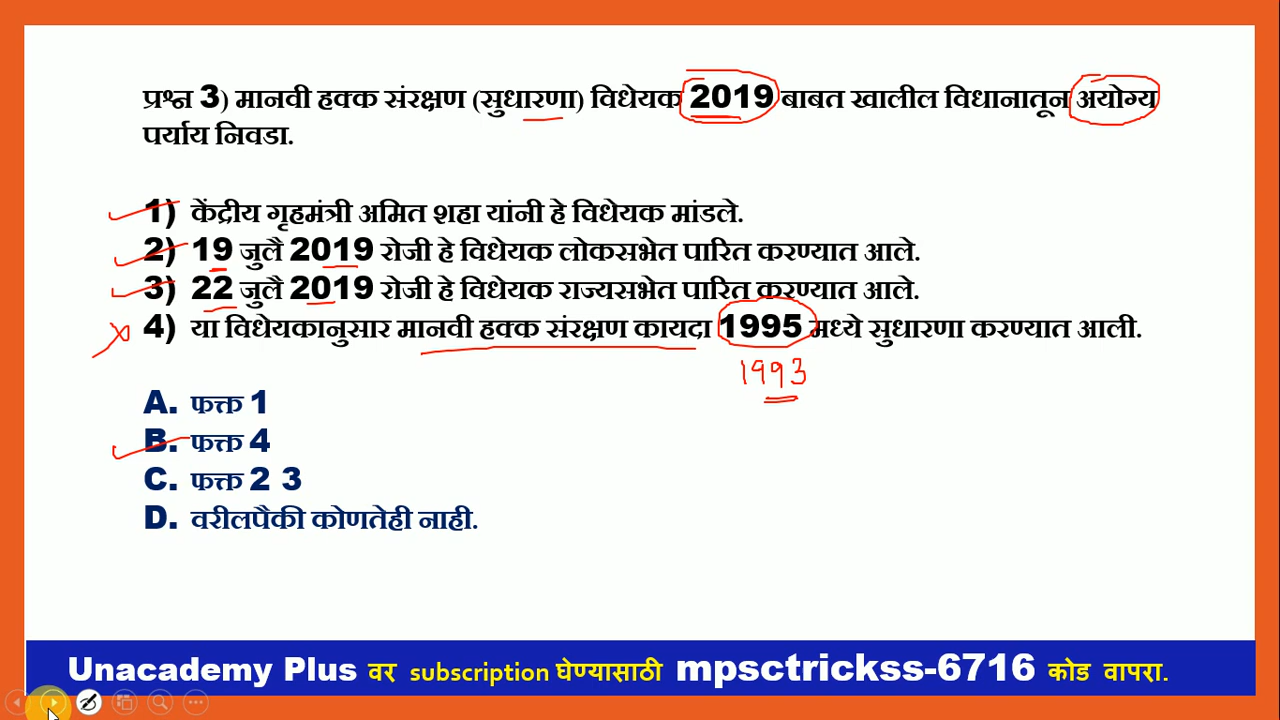 प्रश्न 3) मानवी हक्क संरक्षण (सुधारणा) विधेयक 2019 बाबत खालील विधानातून अयोग्य
पर्याय निवडा.
1) केंद्रीय गृहमंत्री अमित शहा यांनी हे विधेयक मांडले.
2) 19 जुलै 2019 रोजी हे विधेयक लोकसभेत पारित करण्यात आले.
3) 22 जुलै 2019 रोजी हे विधेयक राज्यसभेत पारित करण्यात आले.
4) या विधेयकानुसार मानवी हक्क संरक्षण कायदा 1995 मध्ये सुधारणा करण्यात आली.
1993
A. फक्त 1
B. फक्त 4
C. फक्त 2 3
D. वरीलपैकी कोणतेही नाही.
Unacademy Plus वर subscription घेण्यासाठी mpsctrickss-6716 कोड वापरा.